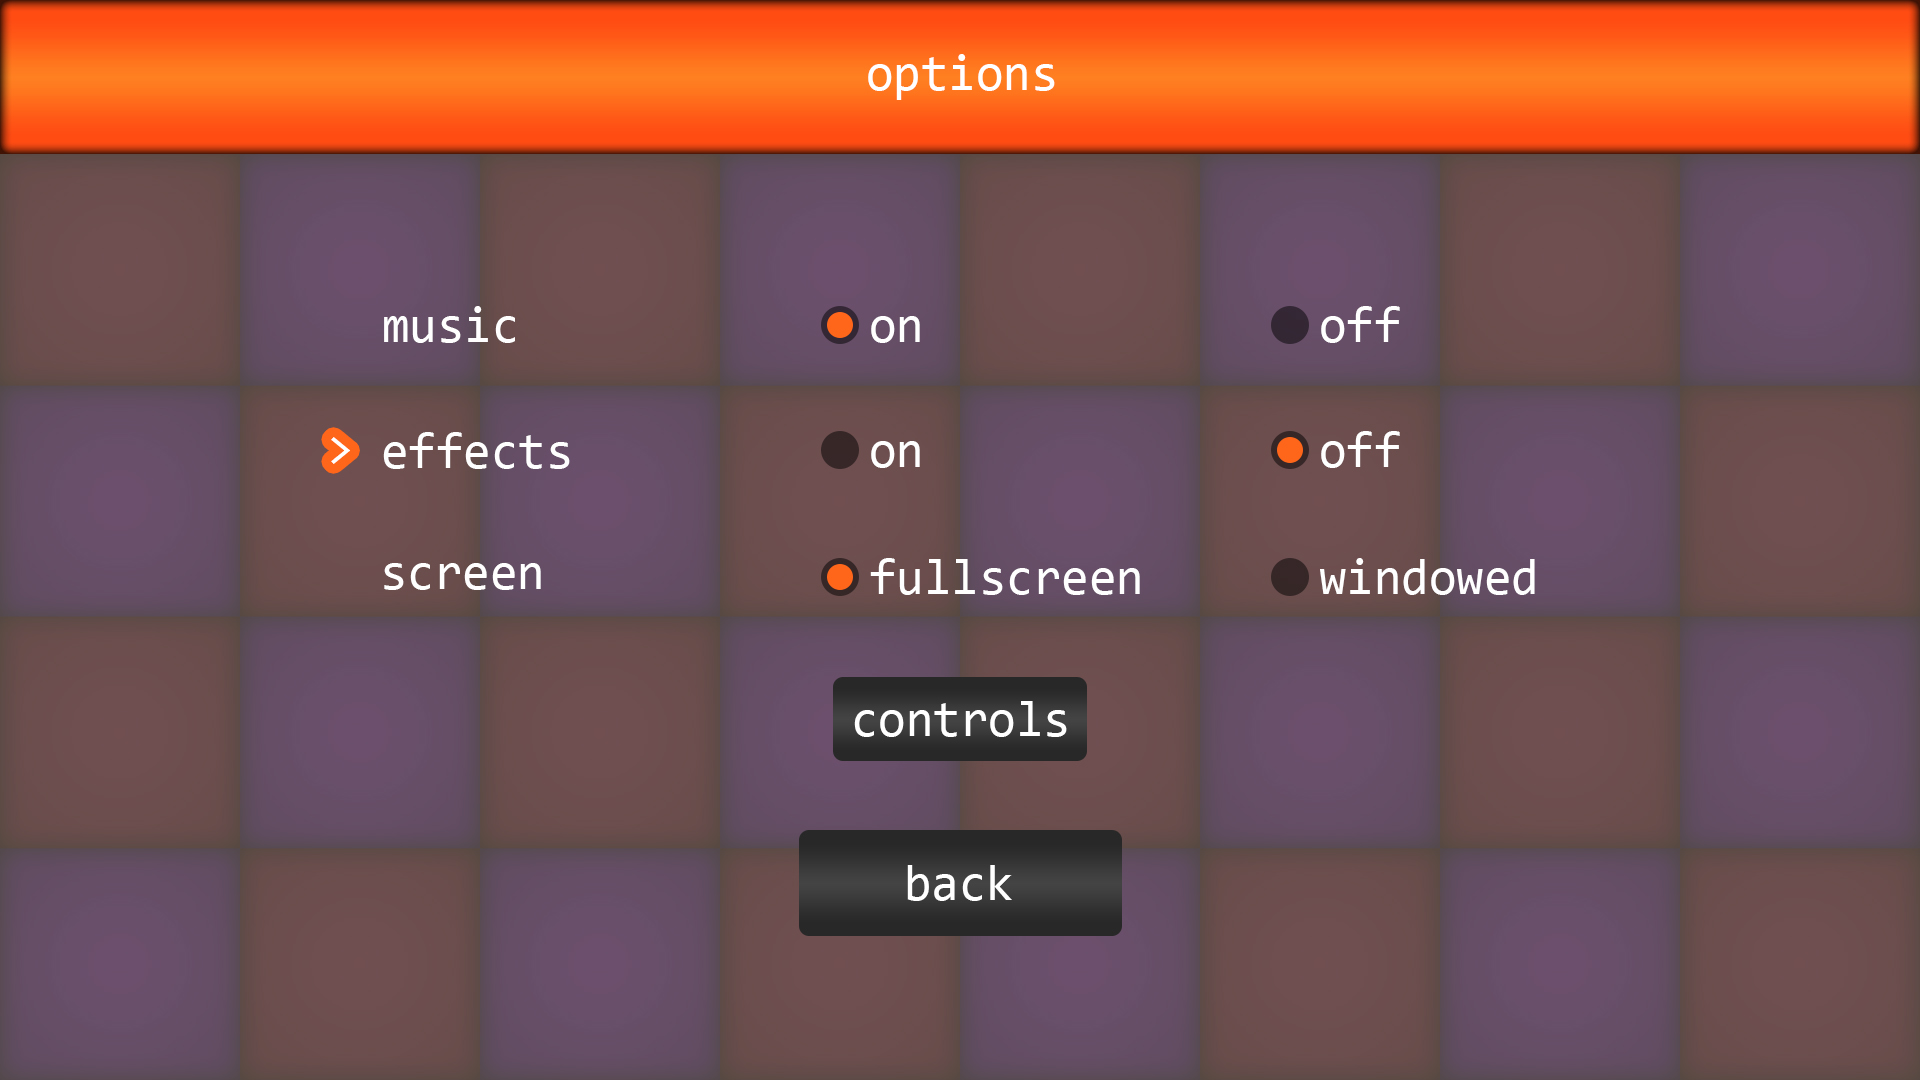 options
music on off
effects on off
screen fullscreen windowed
controls
back